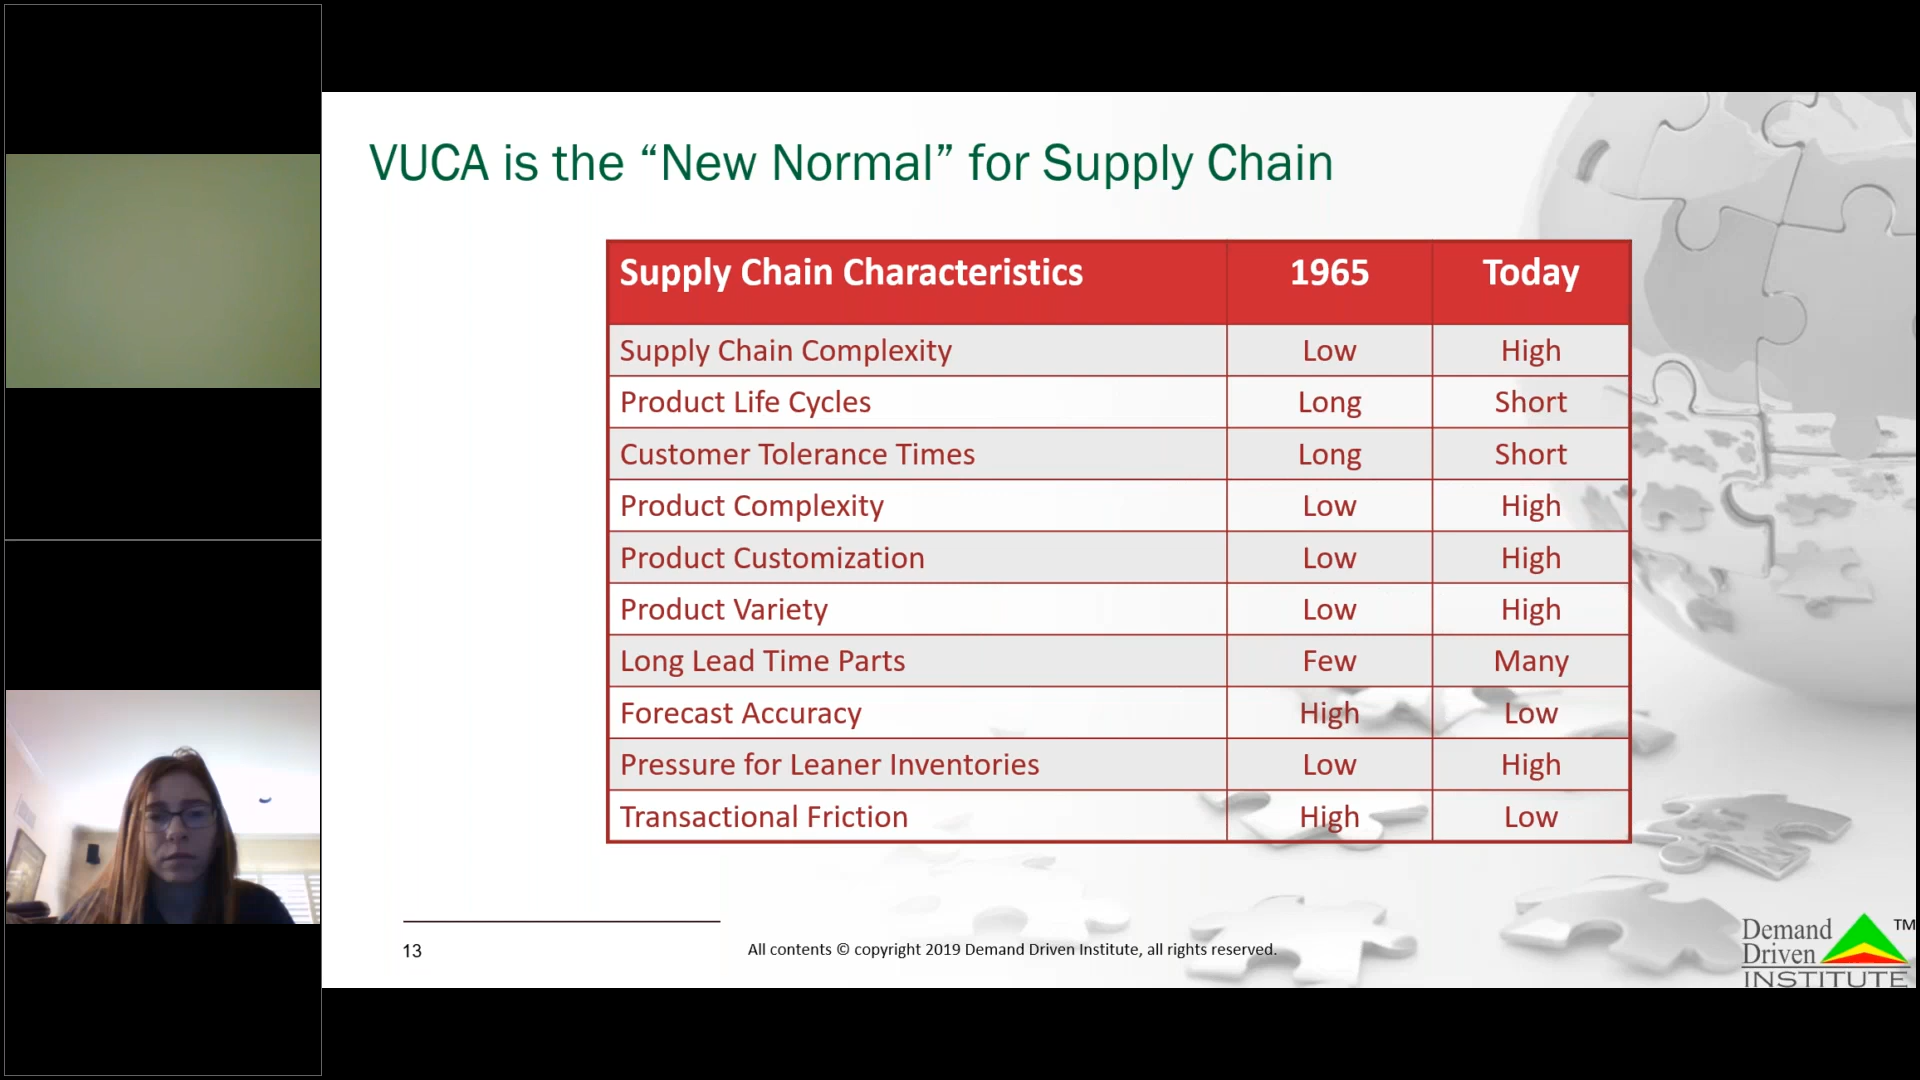 VUCA is the “New Normal” for Supply Chain
Supply Chain Characteristics 1965 Today
Supply Chain Complexity Low High
Product Life Cycles Long Short
Customer Tolerance Times Long Short
Product Complexity Low High
Product Customization Low High
Product Variety Low High
Long Lead Time Parts Few Many
Forecast Accuracy High Low
Pressure for Leaner Inventories Low High
Transactional Friction High Low
13
All contents © copyright 2019 Demand Driven Institute, all rights reserved.
Demand
Driven
INSTITUTE
TM